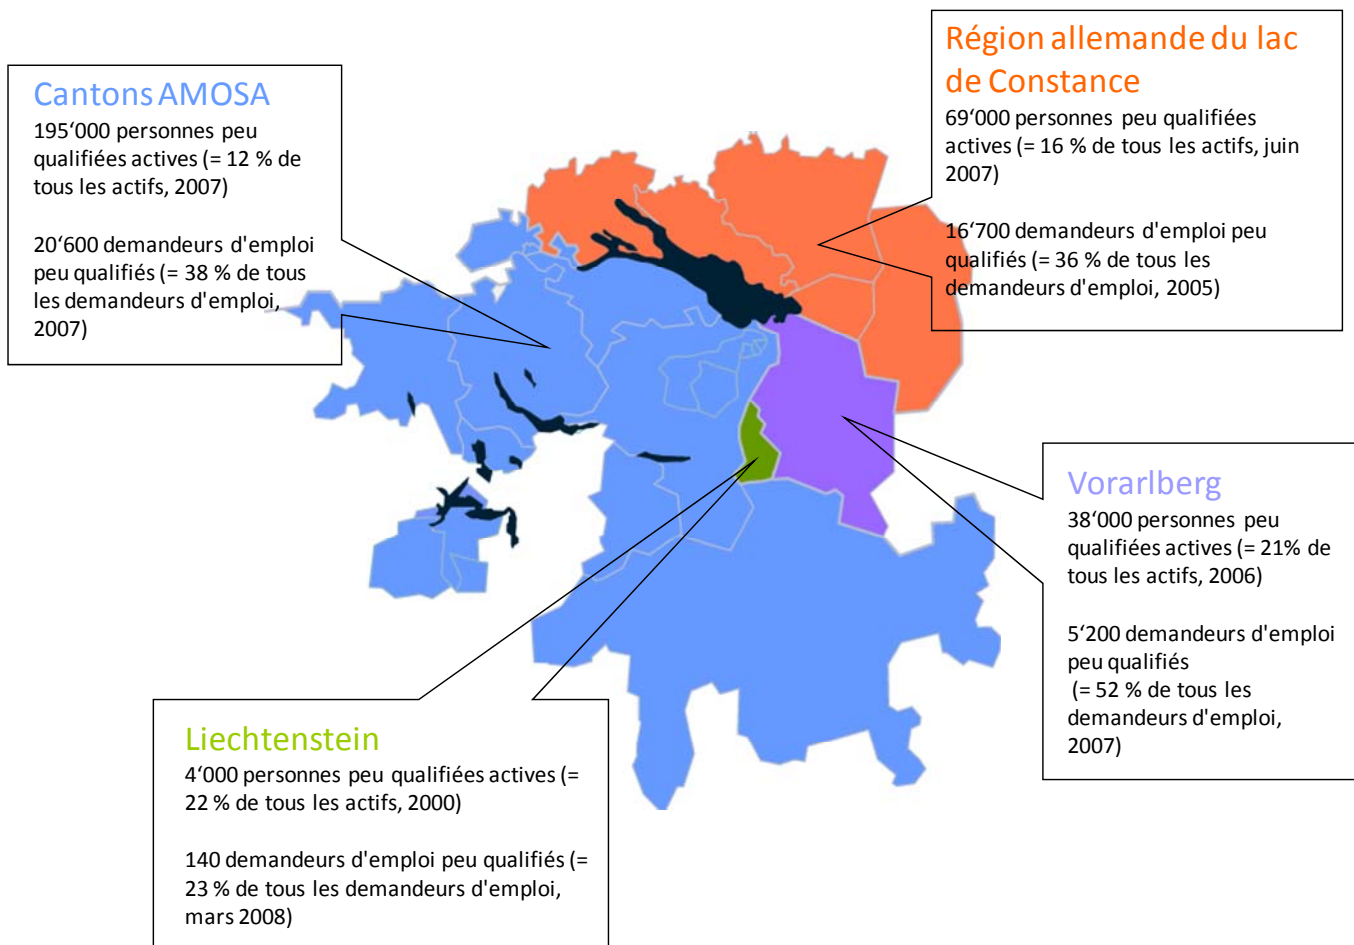 Cantons AMOSA
195‘000 personnes peu
qualifiées actives (= 12 % de
tous les actifs, 2007)
20‘600 demandeurs d'emploi
peu qualifiés (= 38 % de tous
les demandeurs d'emploi,
2007)
Région allemande du lac
de Constance
69‘000 personnes peu qualifiées
actives (= 16 % de tous les actifs, juin
2007)
16‘700 demandeurs d'emploi peu
qualifiés (= 36 % de tous les
demandeurs d'emploi, 2005)
Vorarlberg
38‘000 personnes peu
qualifiées actives (= 21% de
tous les actifs, 2006)
5‘200 demandeurs d'emploi
peu qualifiés
(= 52 % de tous les
demandeurs d'emploi,
2007)
Liechtenstein
4‘000 personnes peu qualifiées actives (=
22 % de tous les actifs, 2000)
140 demandeurs d'emploi peu qualifiés (=
23 % de tous les demandeurs d'emploi,
mars 2008)